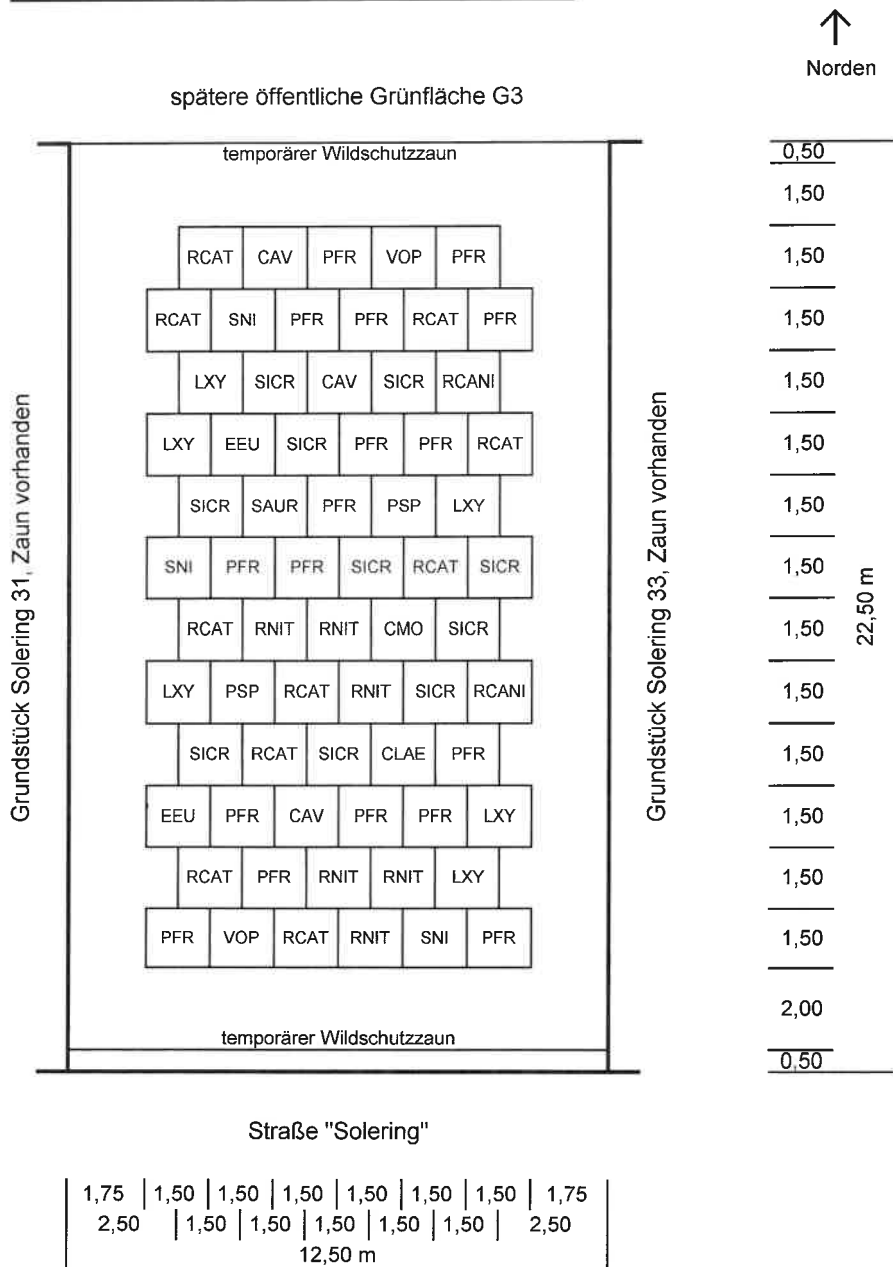 Norden
spätere öffentliche Grünfläche G3
temporärer Wildschutzzaun
RCAT CAV PFR VOP PFR
RCAT SNI PFR PFR RCAT PFR
LXY SICR CAV SICR RCANI
LXY EEU SICR PFR PFR RCAT
SICR SAUR PFR PSP LXY
SNI PFR PFR SICR RCAT SICR
RCAT RNIT RNIT CMO SICR
LXY PSP RCAT RNIT SICR RCANI
SICR RCAT SICR CLAE PFR
EEU PFR CAV PFR PFR LXY
RCAT PFR RNIT RNIT LXY
PFR VOP RCAT RNIT SNI PFR
temporärer Wildschutzzaun
Grundstück Solering 31, Zaun vorhanden
Grundstück Solering 33, Zaun vorhanden
0,50
1,50
1,50
1,50
1,50
1,50
1,50
1,50
1,50
1,50
1,50
1,50
1,50
1,50
2,00
0,50
22,50 m
Straße "Solering"
1,75 1,50 1,50 1,50 1,50 1,50 1,50 1,75
2,50 1,50 1,50 1,50 1,50 1,50 2,50
12,50 m